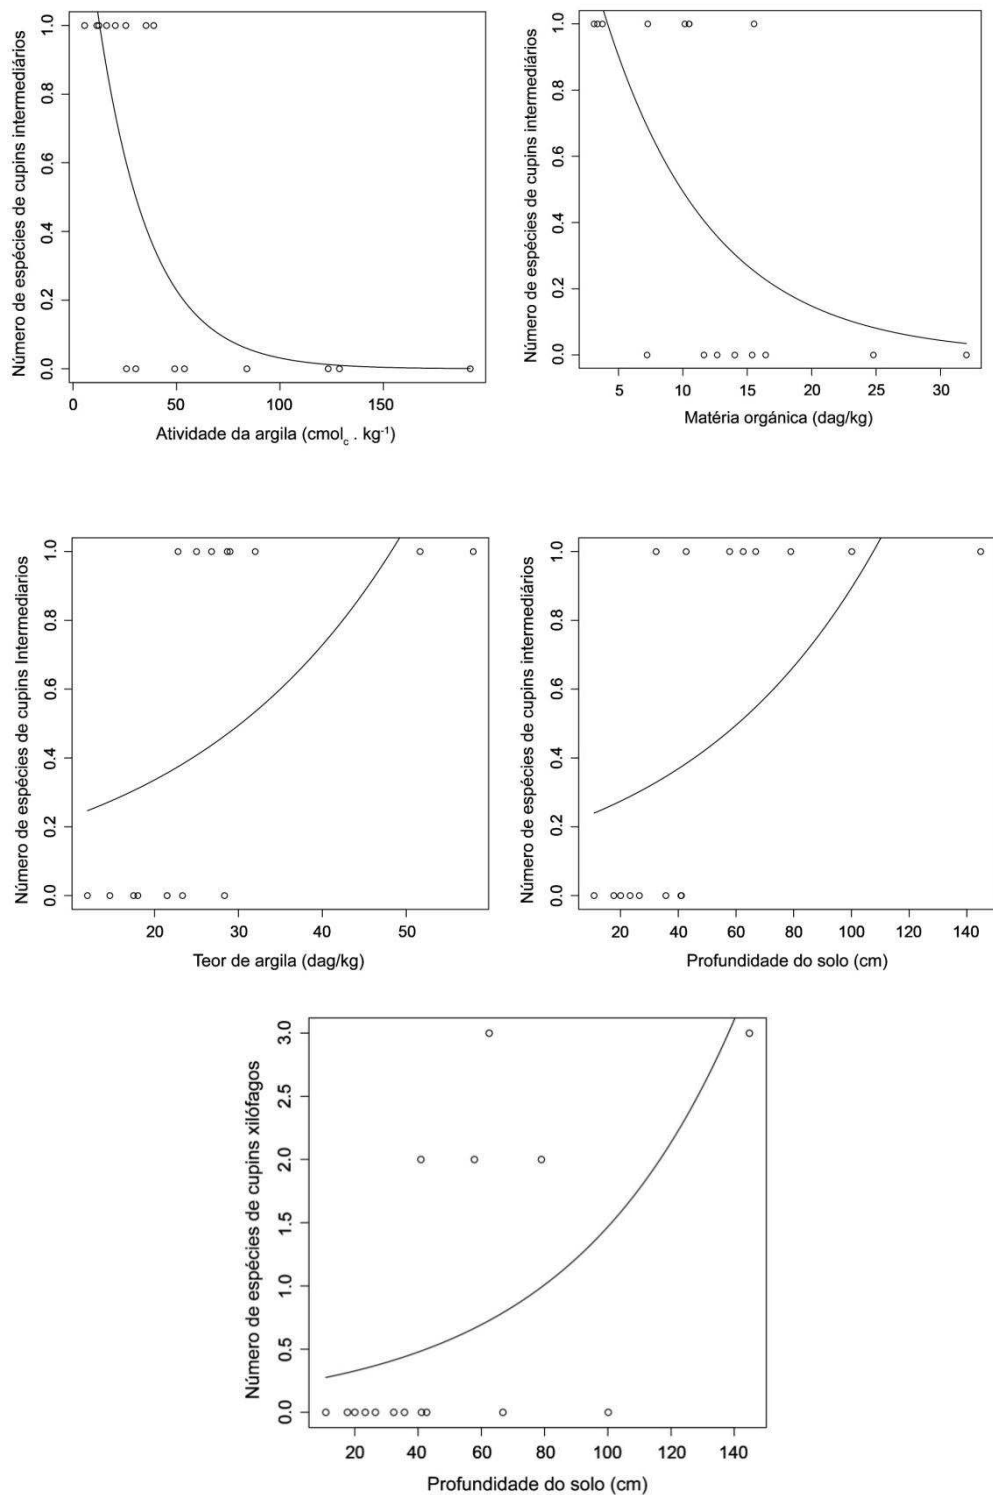 Número de espécies de cupins intermediários
0.0 0.2 0.4 0.6 0.8 1.0
0 50 100 150
Atividade da argila (cmolc . kg-1)
Número de espécies de cupins intermediários
0.0 0.2 0.4 0.6 0.8 1.0
5 10 15 20 25 30
Matéria orgánica (dag/kg)
Número de espécies de cupins Intermediarios
0.0 0.2 0.4 0.6 0.8 1.0
20 30 40 50
Teor de argila (dag/kg)
Número de espécies de cupins intermediários
0.0 0.2 0.4 0.6 0.8 1.0
20 40 60 80 100 120 140
Profundidade do solo (cm)
Número de espécies de cupins xilófagos
0.0 0.5 1.0 1.5 2.0 2.5 3.0
20 40 60 80 100 120 140
Profundidade do solo (cm)